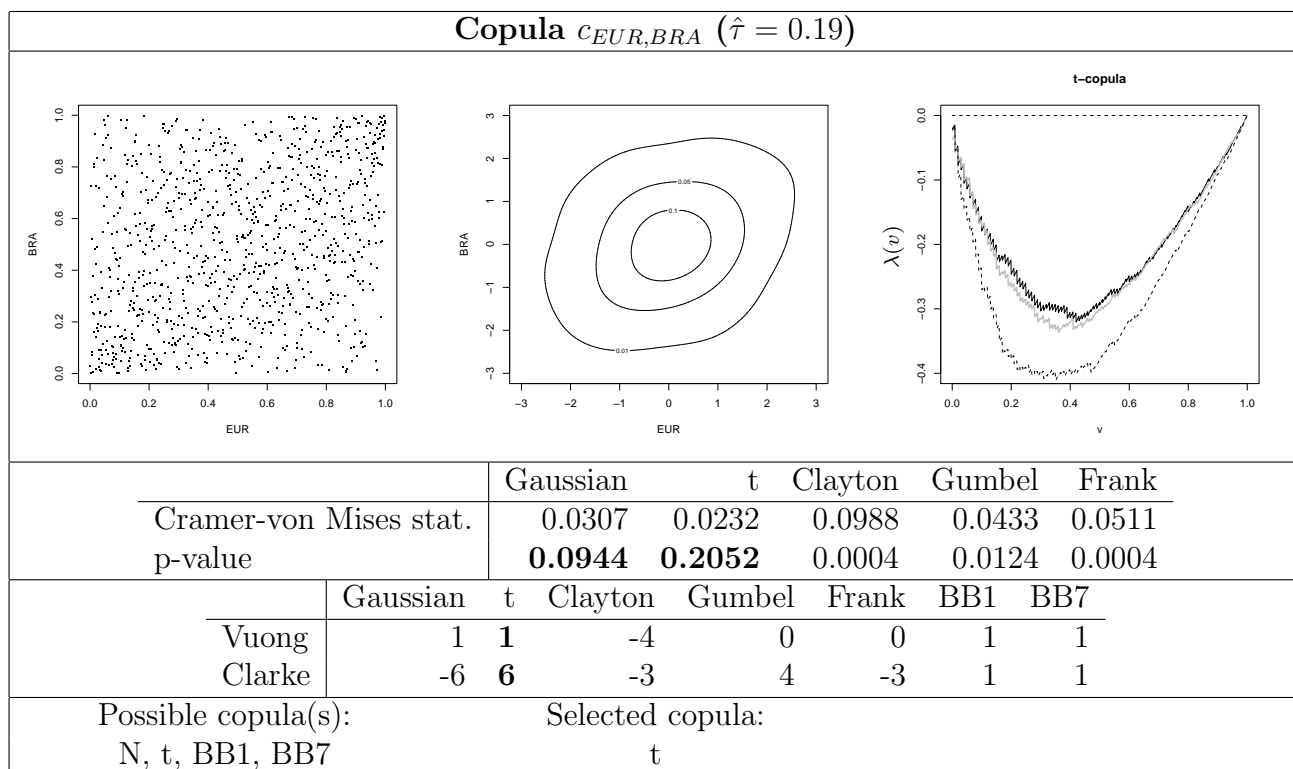 Copula c_{EUR,BRA} (τ̂ = 0.19)
t−copula
BRA
0.0 0.2 0.4 0.6 0.8 1.0
0.0 0.2 0.4 0.6 0.8 1.0
EUR
BRA
−3 −2 −1 0 1 2 3
0.01
0.05
0.1
−3 −2 −1 0 1 2 3
EUR
λ(v)
−0.4 −0.3 −0.2 −0.1 0.0
0.0 0.2 0.4 0.6 0.8 1.0
v
Gaussian t Clayton Gumbel Frank
Cramer-von Mises stat. 0.0307 0.0232 0.0988 0.0433 0.0511
p-value 0.0944 0.2052 0.0004 0.0124 0.0004
Gaussian t Clayton Gumbel Frank BB1 BB7
Vuong 1 1 -4 0 0 1 1
Clarke -6 6 -3 4 -3 1 1
Possible copula(s): Selected copula:
N, t, BB1, BB7 t